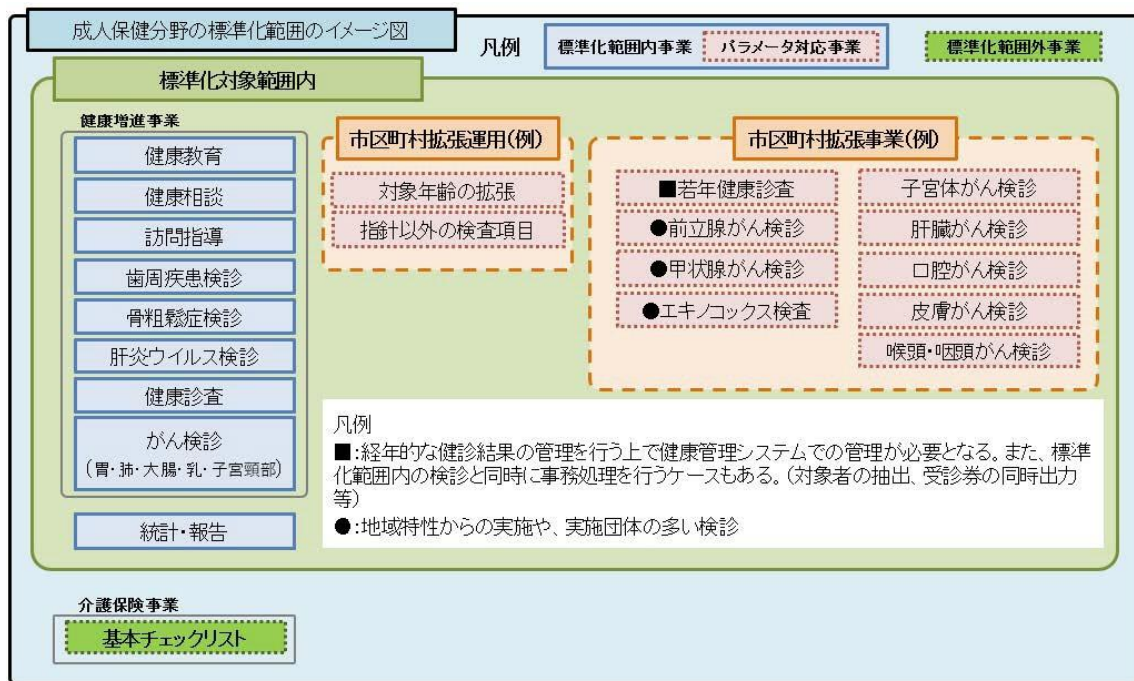 成人保健分野の標準化範囲のイメージ図
凡例
標準化範囲内事業
パラメータ対応事業
標準化範囲外事業
標準化対象範囲内
健康増進事業
健康教育
健康相談
訪問指導
歯周疾患検診
骨粗鬆症検診
肝炎ウイルス検診
健康診査
がん検診
(胃・肺・大腸・乳・子宮頸部)
統計・報告
市区町村拡張運用(例)
対象年齢の拡張
指針以外の検査項目
市区町村拡張事業(例)
■若年健康診査
●前立腺がん検診
●甲状腺がん検診
●エキノコックス検査
子宮体がん検診
肝臓がん検診
口腔がん検診
皮膚がん検診
喉頭・咽頭がん検診
凡例
■:経年的な健診結果の管理を行う上で健康管理システムでの管理が必要となる。また、標準
化範囲内の検診と同時に事務処理を行うケースもある。(対象者の抽出、受診券の同時出力
等)
●:地域特性からの実施や、実施団体の多い検診
介護保険事業
基本チェックリスト